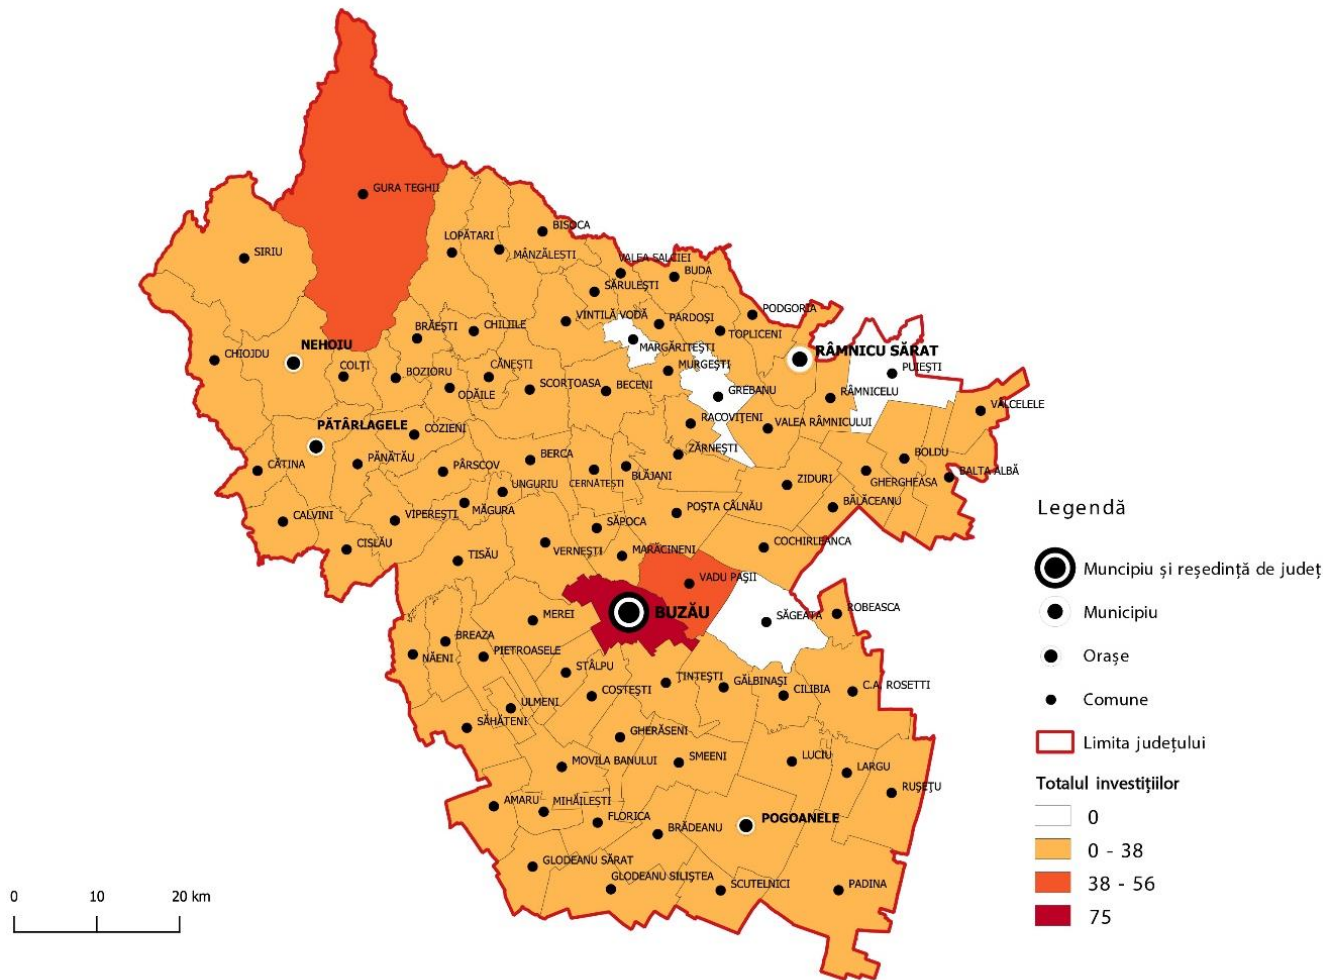 GURA TEGHII
BISOCA
LOPĂTARI
MÂNZĂLEȘTI
SIRIU
VALEA SALCIEI
BUDA
SĂRULEȘTI
PODGORIA
VINTILĂ VODĂ
PARDOȘI
BRĂEȘTI
CHILIILE
TOPLICENI
NEHOIU
MARGĂRITEȘTI
RÂMNICU SĂRAT
CHIOJDU
COLȚI
BOZIORU
CĂNEȘTI
MURGEȘTI
PUIEȘTI
ODĂILE
SCORȚOASA
BECENI
GREBANU
RÂMNICELU
VÂLCELELE
PĂTÂRLAGELE
COZIENI
RACOVIȚENI
VALEA RÂMNICULUI
CĂTINA
PĂNĂTĂU
PÂRSCOV
BERCA
CERNĂTEȘTI
BLĂJANI
ZĂRNEȘTI
BOLDU
GHERGHEASA
BALTA ALBĂ
UNGURIU
ZIDURI
MĂGURA
CALVINI
VIPEREȘTI
SĂPOCA
POȘTA CÂLNĂU
BĂLĂCEANU
CISLĂU
TISĂU
VERNEȘTI
MARĂCINENI
COCHIRLEANCA
VADU PAȘII
BUZĂU
MEREI
SĂGEATA
ROBEASCA
BREAZA
NĂENI
PIETROASELE
STÂLPU
ȚINTEȘTI
GĂLBINAȘI
CILIBIA
C.A. ROSETTI
COSTEȘTI
ULMENI
SĂHĂTENI
GHERĂSENI
MOVILA BANULUI
SMEENI
LUCIU
LARGU
RUȘEȚU
AMARU
MIHĂILEȘTI
FLORICA
BRĂDEANU
POGOANELE
GLODEANU SĂRAT
GLODEANU SILIȘTEA
SCUTELNICI
PADINA
0 10 20 km
Legendă
Muncipiu și reședință de județ
Municipiu
Orașe
Comune
Limita județului
Totalul investițiilor
0
0 - 38
38 - 56
75